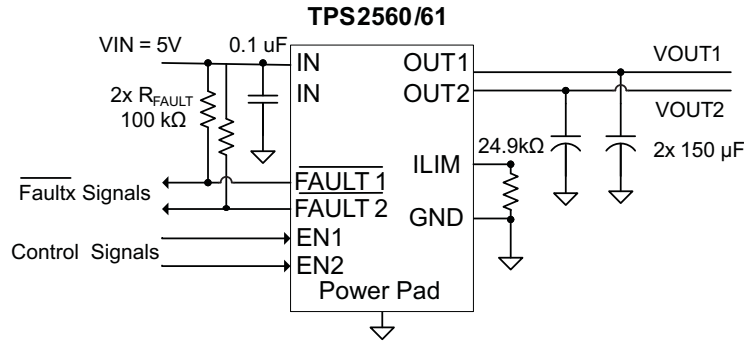 TPS2560/61
VIN = 5V
0.1 uF
IN
IN
OUT1
OUT2
VOUT1
VOUT2
2x RFAULT
100 kΩ
24.9kΩ
2x 150 µF
ILIM
GND
Faultx Signals
FAULT 1
FAULT 2
Control Signals
EN1
EN2
Power Pad